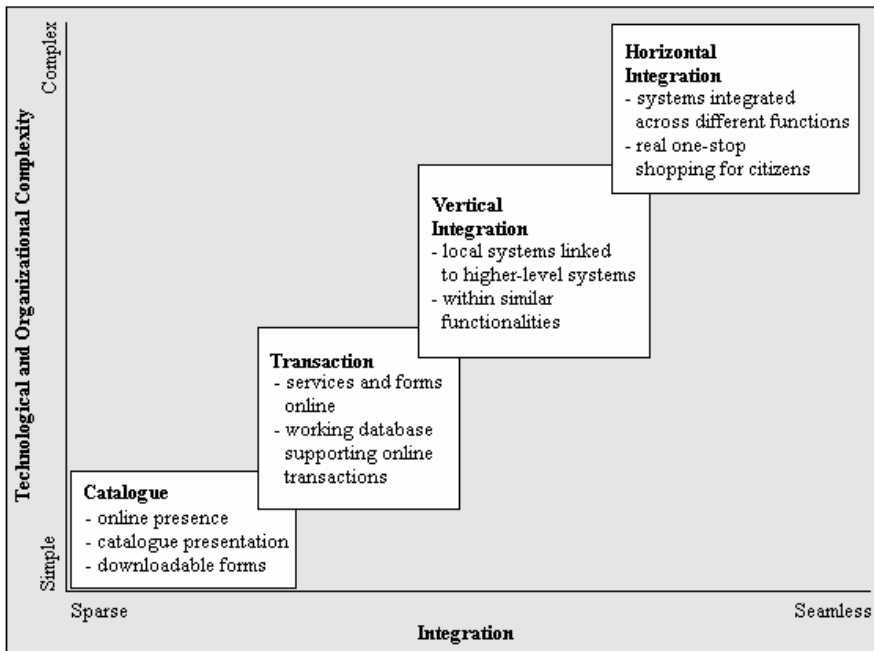 Technological and Organizational Complexity
Complex
Simple
Horizontal
Integration
- systems integrated
across different functions
- real one-stop
shopping for citizens
Vertical
Integration
- local systems linked
to higher-level systems
- within similar
functionalities
Transaction
- services and forms
online
- working database
supporting online
transactions
Catalogue
- online presence
- catalogue presentation
- downloadable forms
Sparse
Seamless
Integration